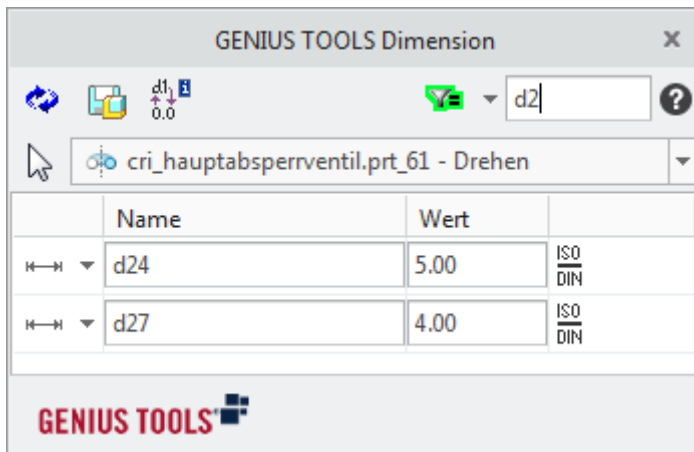 GENIUS TOOLS Dimension
d1 i
0.0
d2
cri_hauptabsperrventil.prt_61 - Drehen
Name Wert
d24 5.00 ISO DIN
d27 4.00 ISO DIN
GENIUS TOOLS